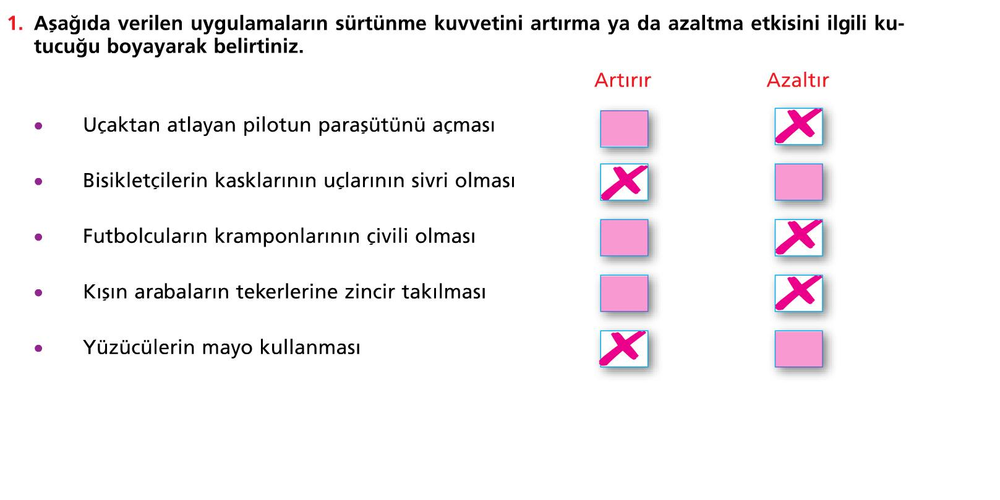 1. Aşağıda verilen uygulamaların sürtünme kuvvetini artırma ya da azaltma etkisini ilgili ku-
tucuğu boyayarak belirtiniz.
Artırır Azaltır
• Uçaktan atlayan pilotun paraşütünü açması
• Bisikletçilerin kasklarının uçlarının sivri olması
• Futbolcuların kramponlarının çivili olması
• Kışın arabaların tekerlerine zincir takılması
• Yüzücülerin mayo kullanması